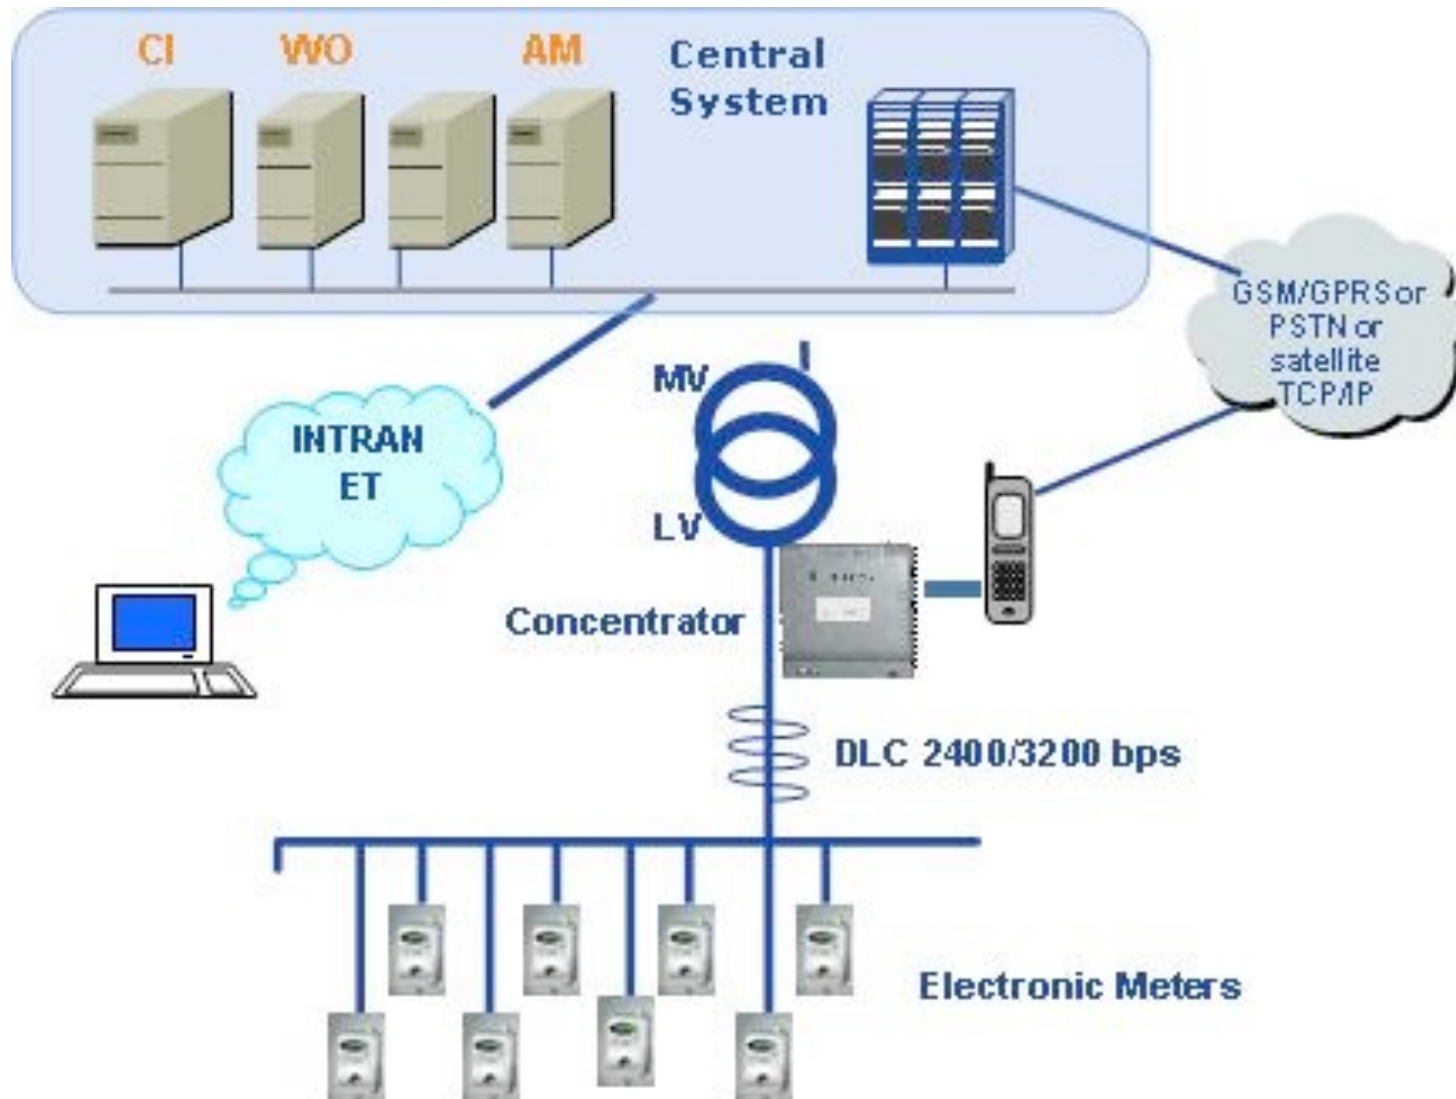 CI
WO
AM
Central
System
GSM/GPRS or
PSTN or
satellite
TCP/IP
MV
INTRAN
ET
LV
Concentrator
DLC 2400/3200 bps
Electronic Meters